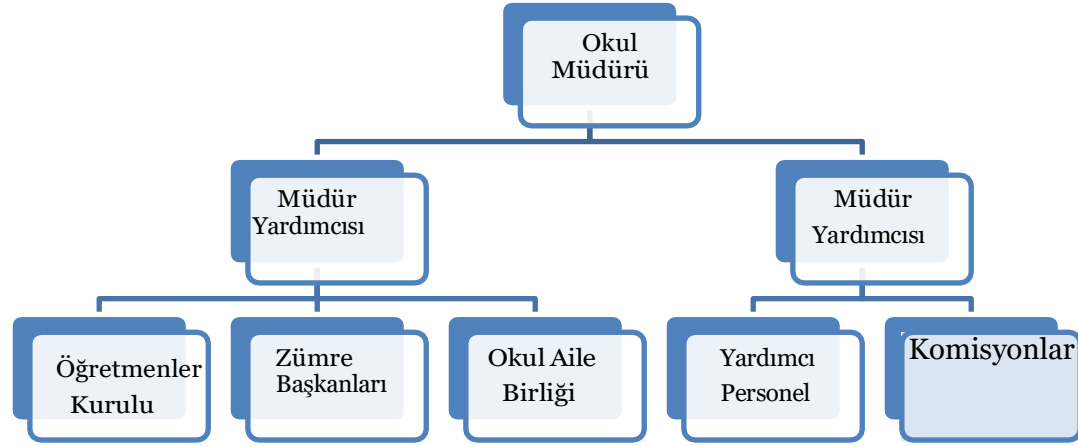 Okul
Müdürü
Müdür
Yardımcısı
Müdür
Yardımcısı
Öğretmenler
Kurulu
Zümre
Başkanları
Okul Aile
Birliği
Yardımcı
Personel
Komisyonlar